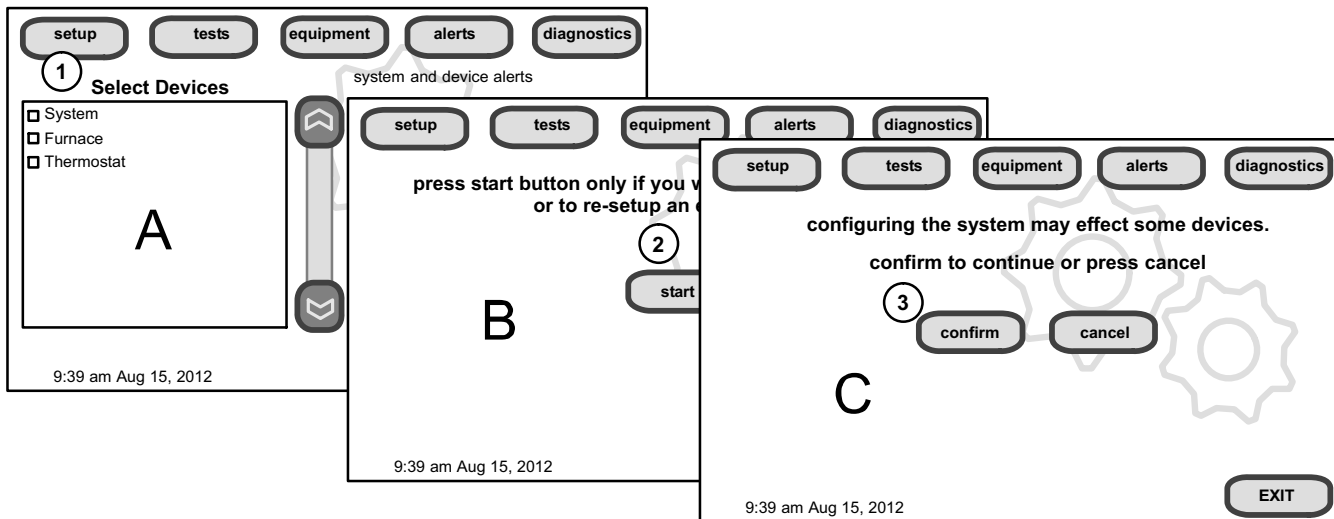 setup tests equipment alerts diagnostics
1
system and device alerts
Select Devices
System
Furnace
Thermostat
A
9:39 am Aug 15, 2012
setup tests equipment alerts diagnostics
press start button only if you
or to re-setup an
2
start
B
9:39 am Aug 15, 2012
setup tests equipment alerts diagnostics
configuring the system may effect some devices.
confirm to continue or press cancel
3
confirm cancel
C
EXIT
9:39 am Aug 15, 2012